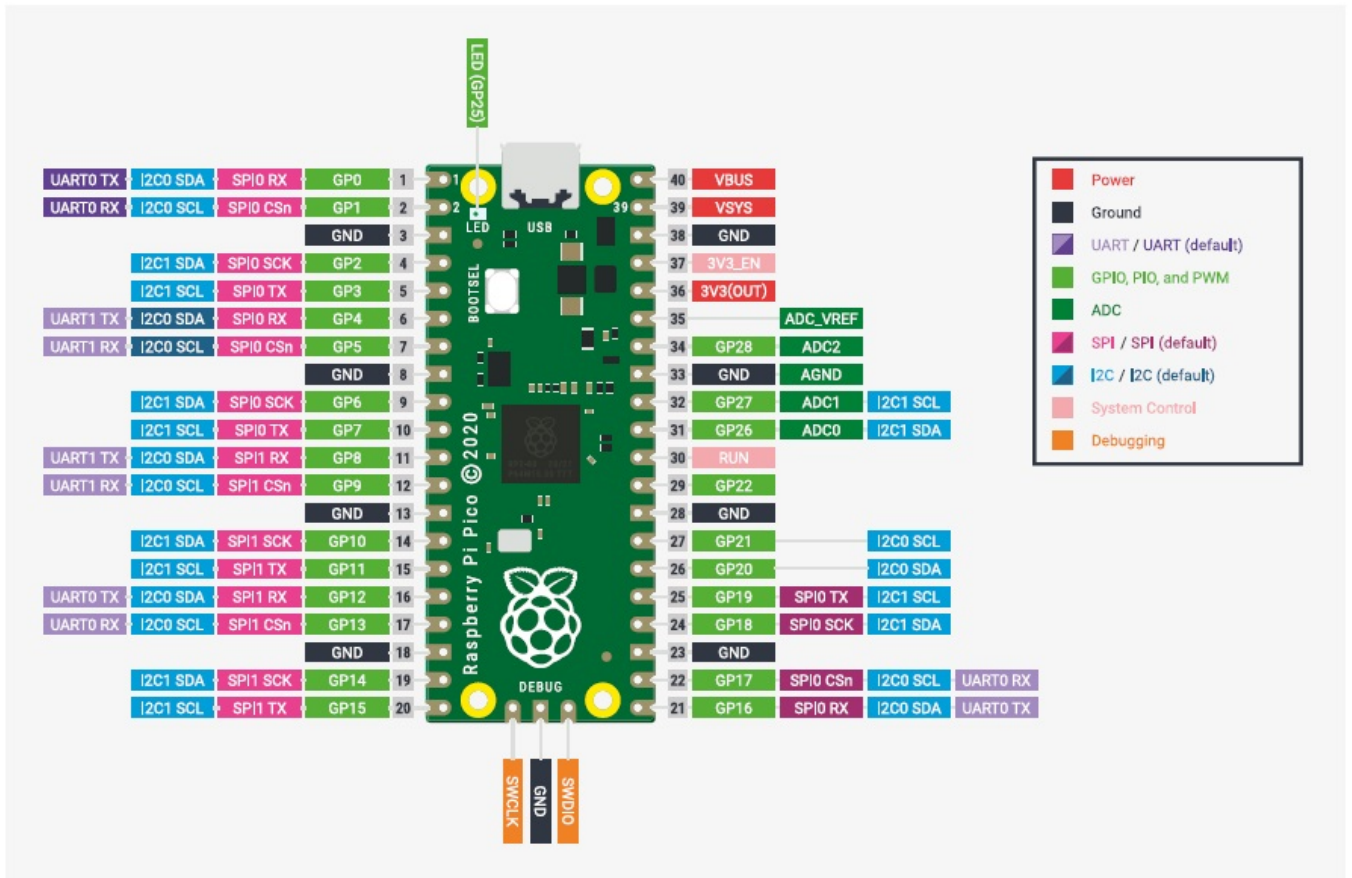 LED (GP25)
UART0 TX I2C0 SDA SPI0 RX GP0 1 1 40 VBUS
UART0 RX I2C0 SCL SPI0 CSn GP1 2 2 39 39 VSYS
LED USB
GND 3 38 GND
I2C1 SDA SPI0 SCK GP2 4 37 3V3_EN
I2C1 SCL SPI0 TX GP3 5 36 3V3(OUT)
BOOTSEL
UART1 TX I2C0 SDA SPI0 RX GP4 6 35 ADC_VREF
UART1 RX I2C0 SCL SPI0 CSn GP5 7 34 GP28 ADC2
GND 8 33 GND AGND
I2C1 SDA SPI0 SCK GP6 9 32 GP27 ADC1 I2C1 SCL
I2C1 SCL SPI0 TX GP7 10 31 GP26 ADC0 I2C1 SDA
UART1 TX I2C0 SDA SPI1 RX GP8 11 30 RUN
UART1 RX I2C0 SCL SPI1 CSn GP9 12 29 GP22
GND 13 28 GND
I2C1 SDA SPI1 SCK GP10 14 27 GP21 I2C0 SCL
I2C1 SCL SPI1 TX GP11 15 26 GP20 I2C0 SDA
UART0 TX I2C0 SDA SPI1 RX GP12 16 25 GP19 SPI0 TX I2C1 SCL
UART0 RX I2C0 SCL SPI1 CSn GP13 17 24 GP18 SPI0 SCK I2C1 SDA
GND 18 23 GND
I2C1 SDA SPI1 SCK GP14 19 22 GP17 SPI0 CSn I2C0 SCL UART0 RX
I2C1 SCL SPI1 TX GP15 20 21 GP16 SPI0 RX I2C0 SDA UART0 TX
Raspberry Pi Pico © 2020
DEBUG
SWCLK
GND
SWDIO
Power
Ground
UART / UART (default)
GPIO, PIO, and PWM
ADC
SPI / SPI (default)
I2C / I2C (default)
System Control
Debugging